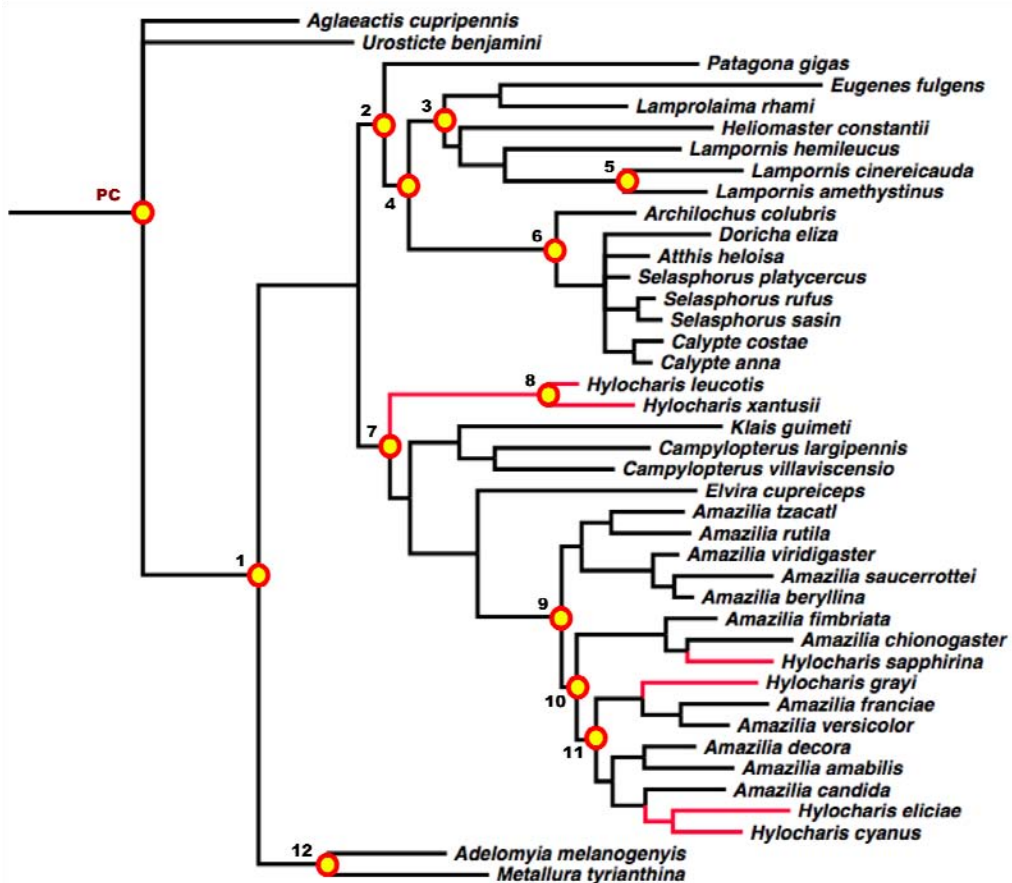 Aglaeactis cupripennis
Urosticte benjamini
Patagona gigas
2
3
Eugenes fulgens
Lamprolaima rhami
Heliomaster constantii
Lampornis hemileucus
5
Lampornis cinereicauda
Lampornis amethystinus
PC
4
Archilochus colubris
6
Doricha eliza
Atthis heloisa
Selasphorus platycercus
Selasphorus rufus
Selasphorus sasin
Calypte costae
Calypte anna
8
Hylocharis leucotis
Hylocharis xantusii
7
Klais guimeti
Campylopterus largipennis
Campylopterus villaviscensio
Elvira cupreiceps
Amazilia tzacatl
Amazilia rutila
Amazilia viridigaster
1
Amazilia saucerrottei
Amazilia beryllina
9
Amazilia fimbriata
Amazilia chionogaster
Hylocharis sapphirina
Hylocharis grayi
10
Amazilia franciae
Amazilia versicolor
11
Amazilia decora
Amazilia amabilis
Amazilia candida
Hylocharis eliciae
Hylocharis cyanus
12
Adelomyia melanogenyis
Metallura tyrianthina